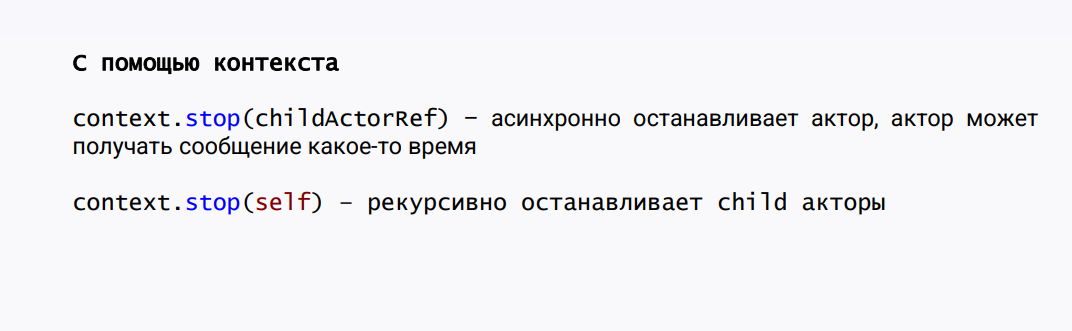 С помощью контекста
context.stop(childActorRef) – асинхронно останавливает актор, актор может
получать сообщение какое-то время
context.stop(self) – рекурсивно останавливает child акторы